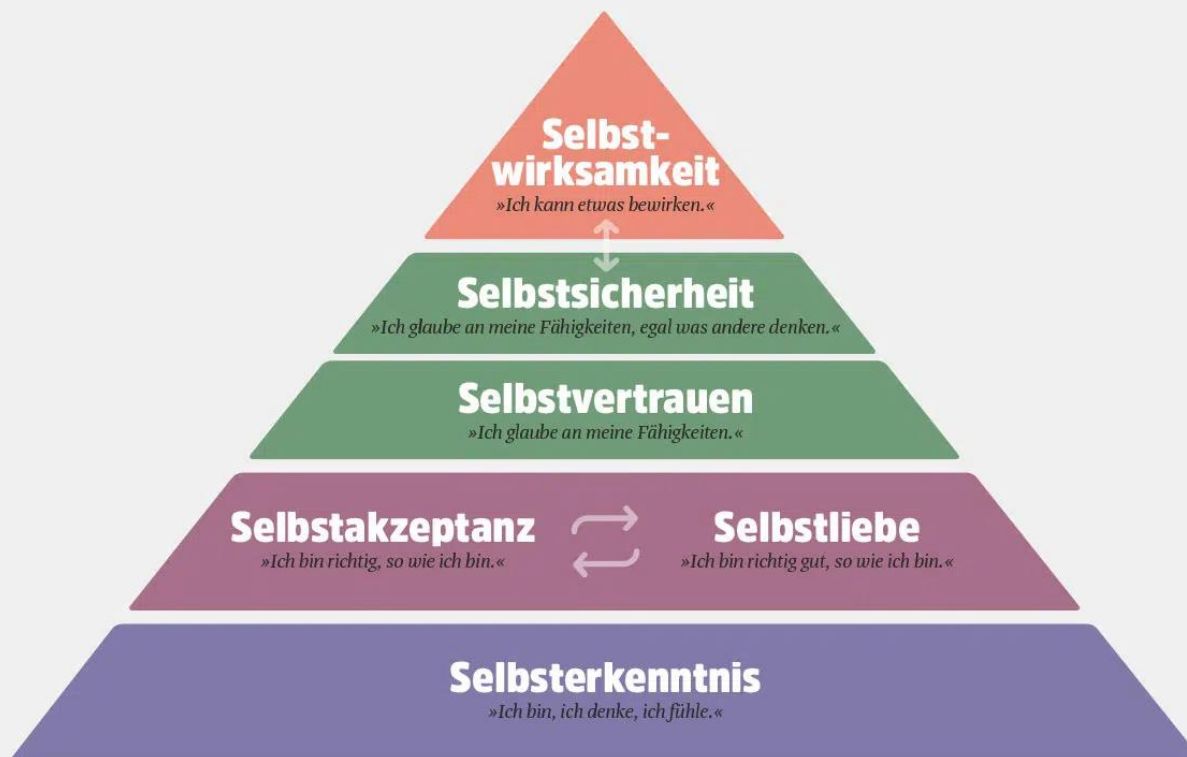 Selbst-
wirksamkeit
»Ich kann etwas bewirken.«
Selbstsicherheit
»Ich glaube an meine Fähigkeiten, egal was andere denken.«
Selbstvertrauen
»Ich glaube an meine Fähigkeiten.«
Selbstakzeptanz
»Ich bin richtig, so wie ich bin.«
Selbstliebe
»Ich bin richtig gut, so wie ich bin.«
Selbsterkenntnis
»Ich bin, ich denke, ich fühle.«